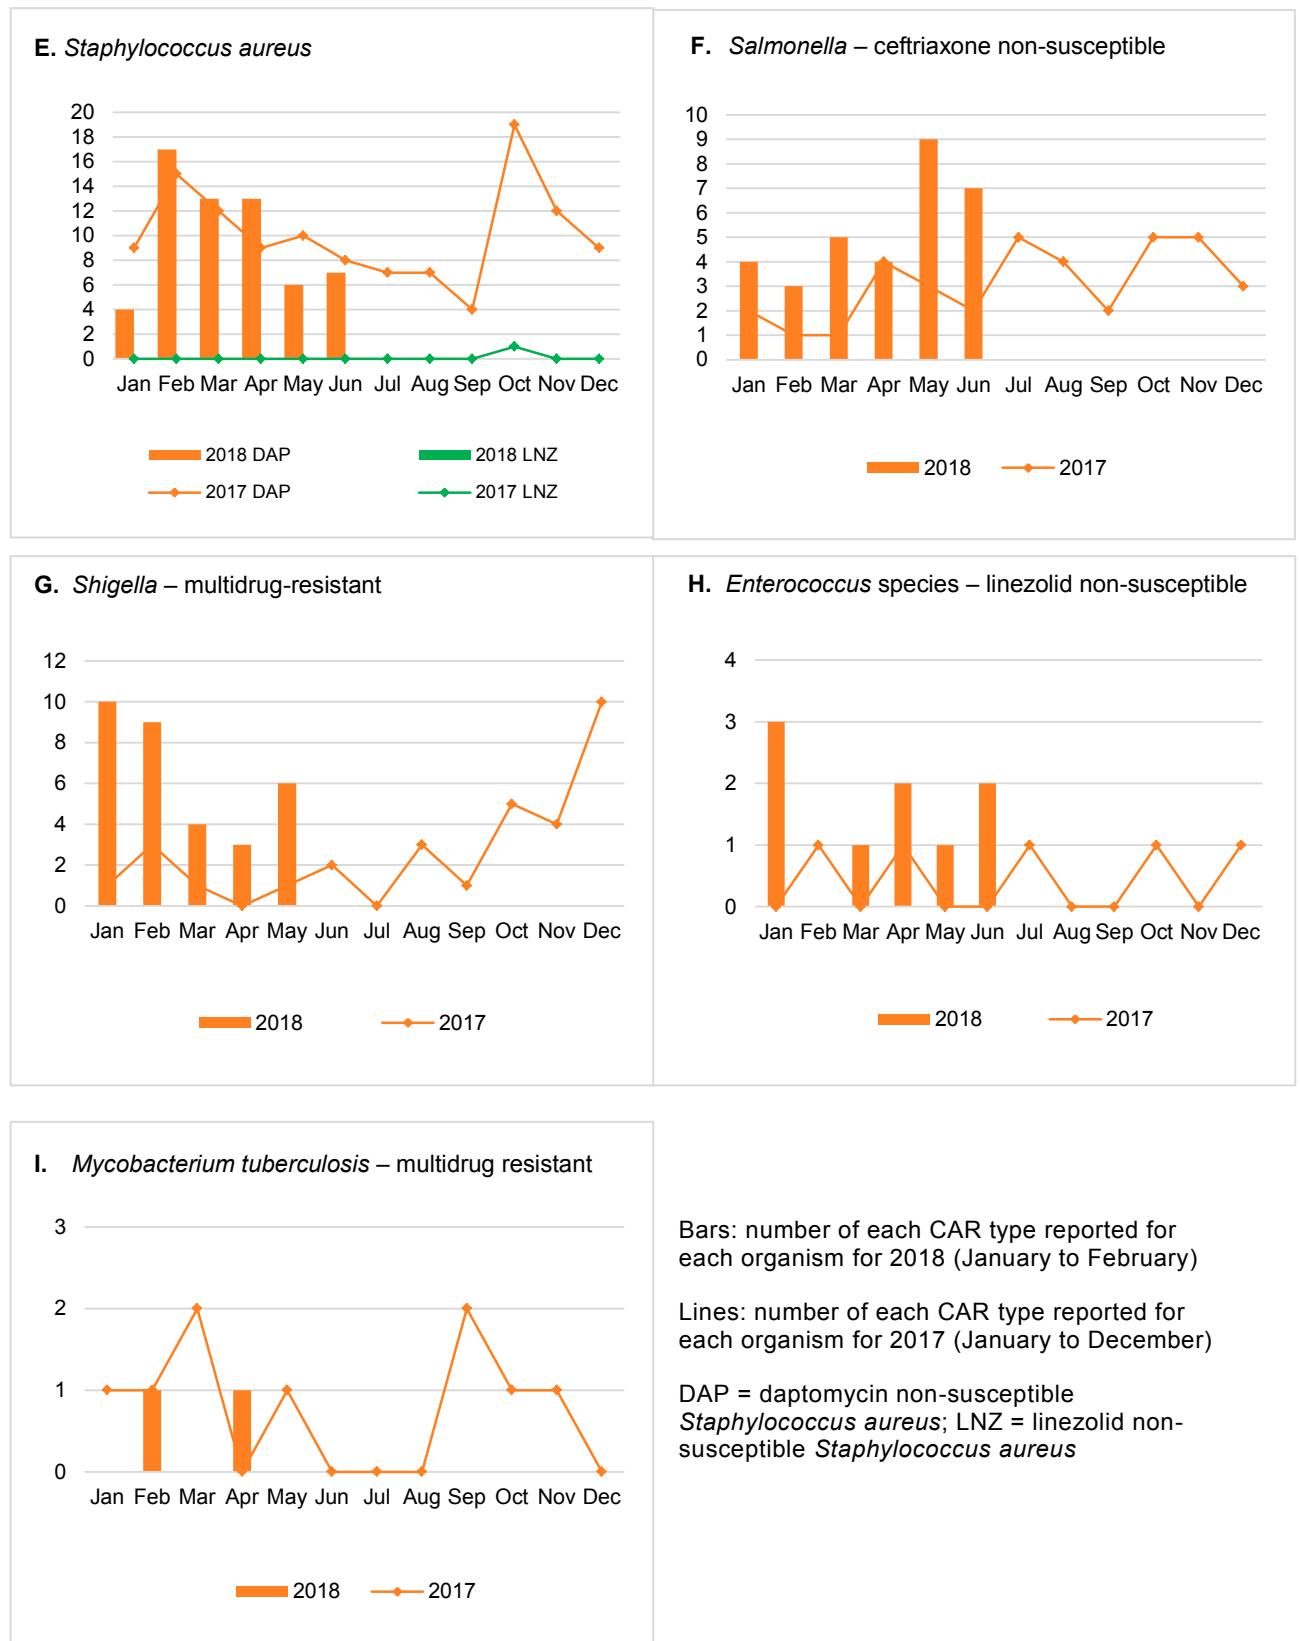 E. Staphylococcus aureus
20
18
16
14
12
10
8
6
4
2
0
Jan Feb Mar Apr May Jun Jul Aug Sep Oct Nov Dec
2018 DAP
2018 LNZ
2017 DAP
2017 LNZ
F. Salmonella – ceftriaxone non-susceptible
10
9
8
7
6
5
4
3
2
1
0
Jan Feb Mar Apr May Jun Jul Aug Sep Oct Nov Dec
2018 2017
G. Shigella – multidrug-resistant
12
10
8
6
4
2
0
Jan Feb Mar Apr May Jun Jul Aug Sep Oct Nov Dec
2018 2017
H. Enterococcus species – linezolid non-susceptible
4
3
2
1
0
Jan Feb Mar Apr May Jun Jul Aug Sep Oct Nov Dec
2018 2017
I. Mycobacterium tuberculosis – multidrug resistant
3
2
1
0
Jan Feb Mar Apr May Jun Jul Aug Sep Oct Nov Dec
2018 2017
Bars: number of each CAR type reported for
each organism for 2018 (January to February)
Lines: number of each CAR type reported for
each organism for 2017 (January to December)
DAP = daptomycin non-susceptible
Staphylococcus aureus; LNZ = linezolid non-
susceptible Staphylococcus aureus